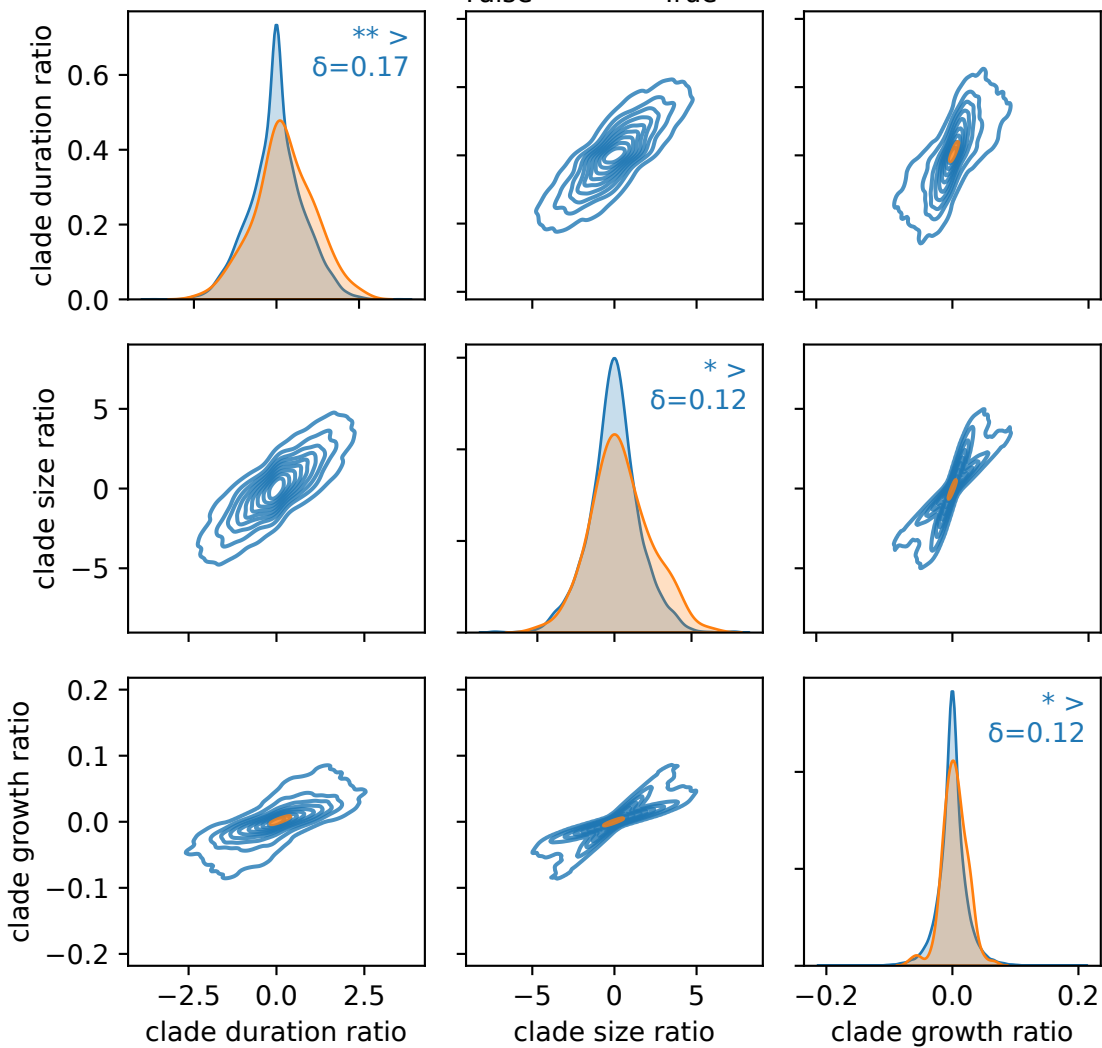 False True
clade duration ratio
0.6
0.4
0.2
0.0
** >
δ=0.17
clade size ratio
5
0
−5
* >
δ=0.12
clade growth ratio
0.2
0.1
0.0
−0.1
−0.2
* >
δ=0.12
−2.5 0.0 2.5
−5 0 5
−0.2 0.0 0.2
clade duration ratio
clade size ratio
clade growth ratio